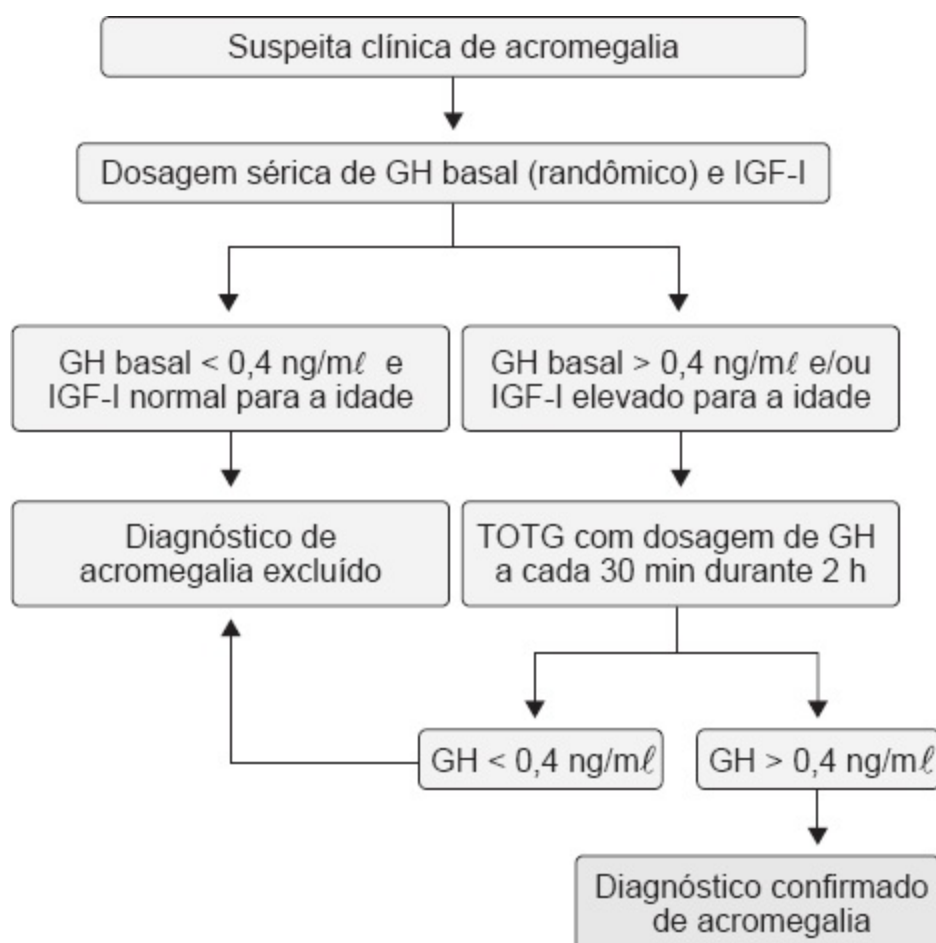 Suspeita clínica de acromegalia
Dosagem sérica de GH basal (randômico) e IGF-I
GH basal < 0,4 ng/mℓ e
IGF-I normal para a idade
GH basal > 0,4 ng/mℓ e/ou
IGF-I elevado para a idade
Diagnóstico de
acromegalia excluído
TOTG com dosagem de GH
a cada 30 min durante 2 h
GH < 0,4 ng/mℓ
GH > 0,4 ng/mℓ
Diagnóstico confirmado
de acromegalia